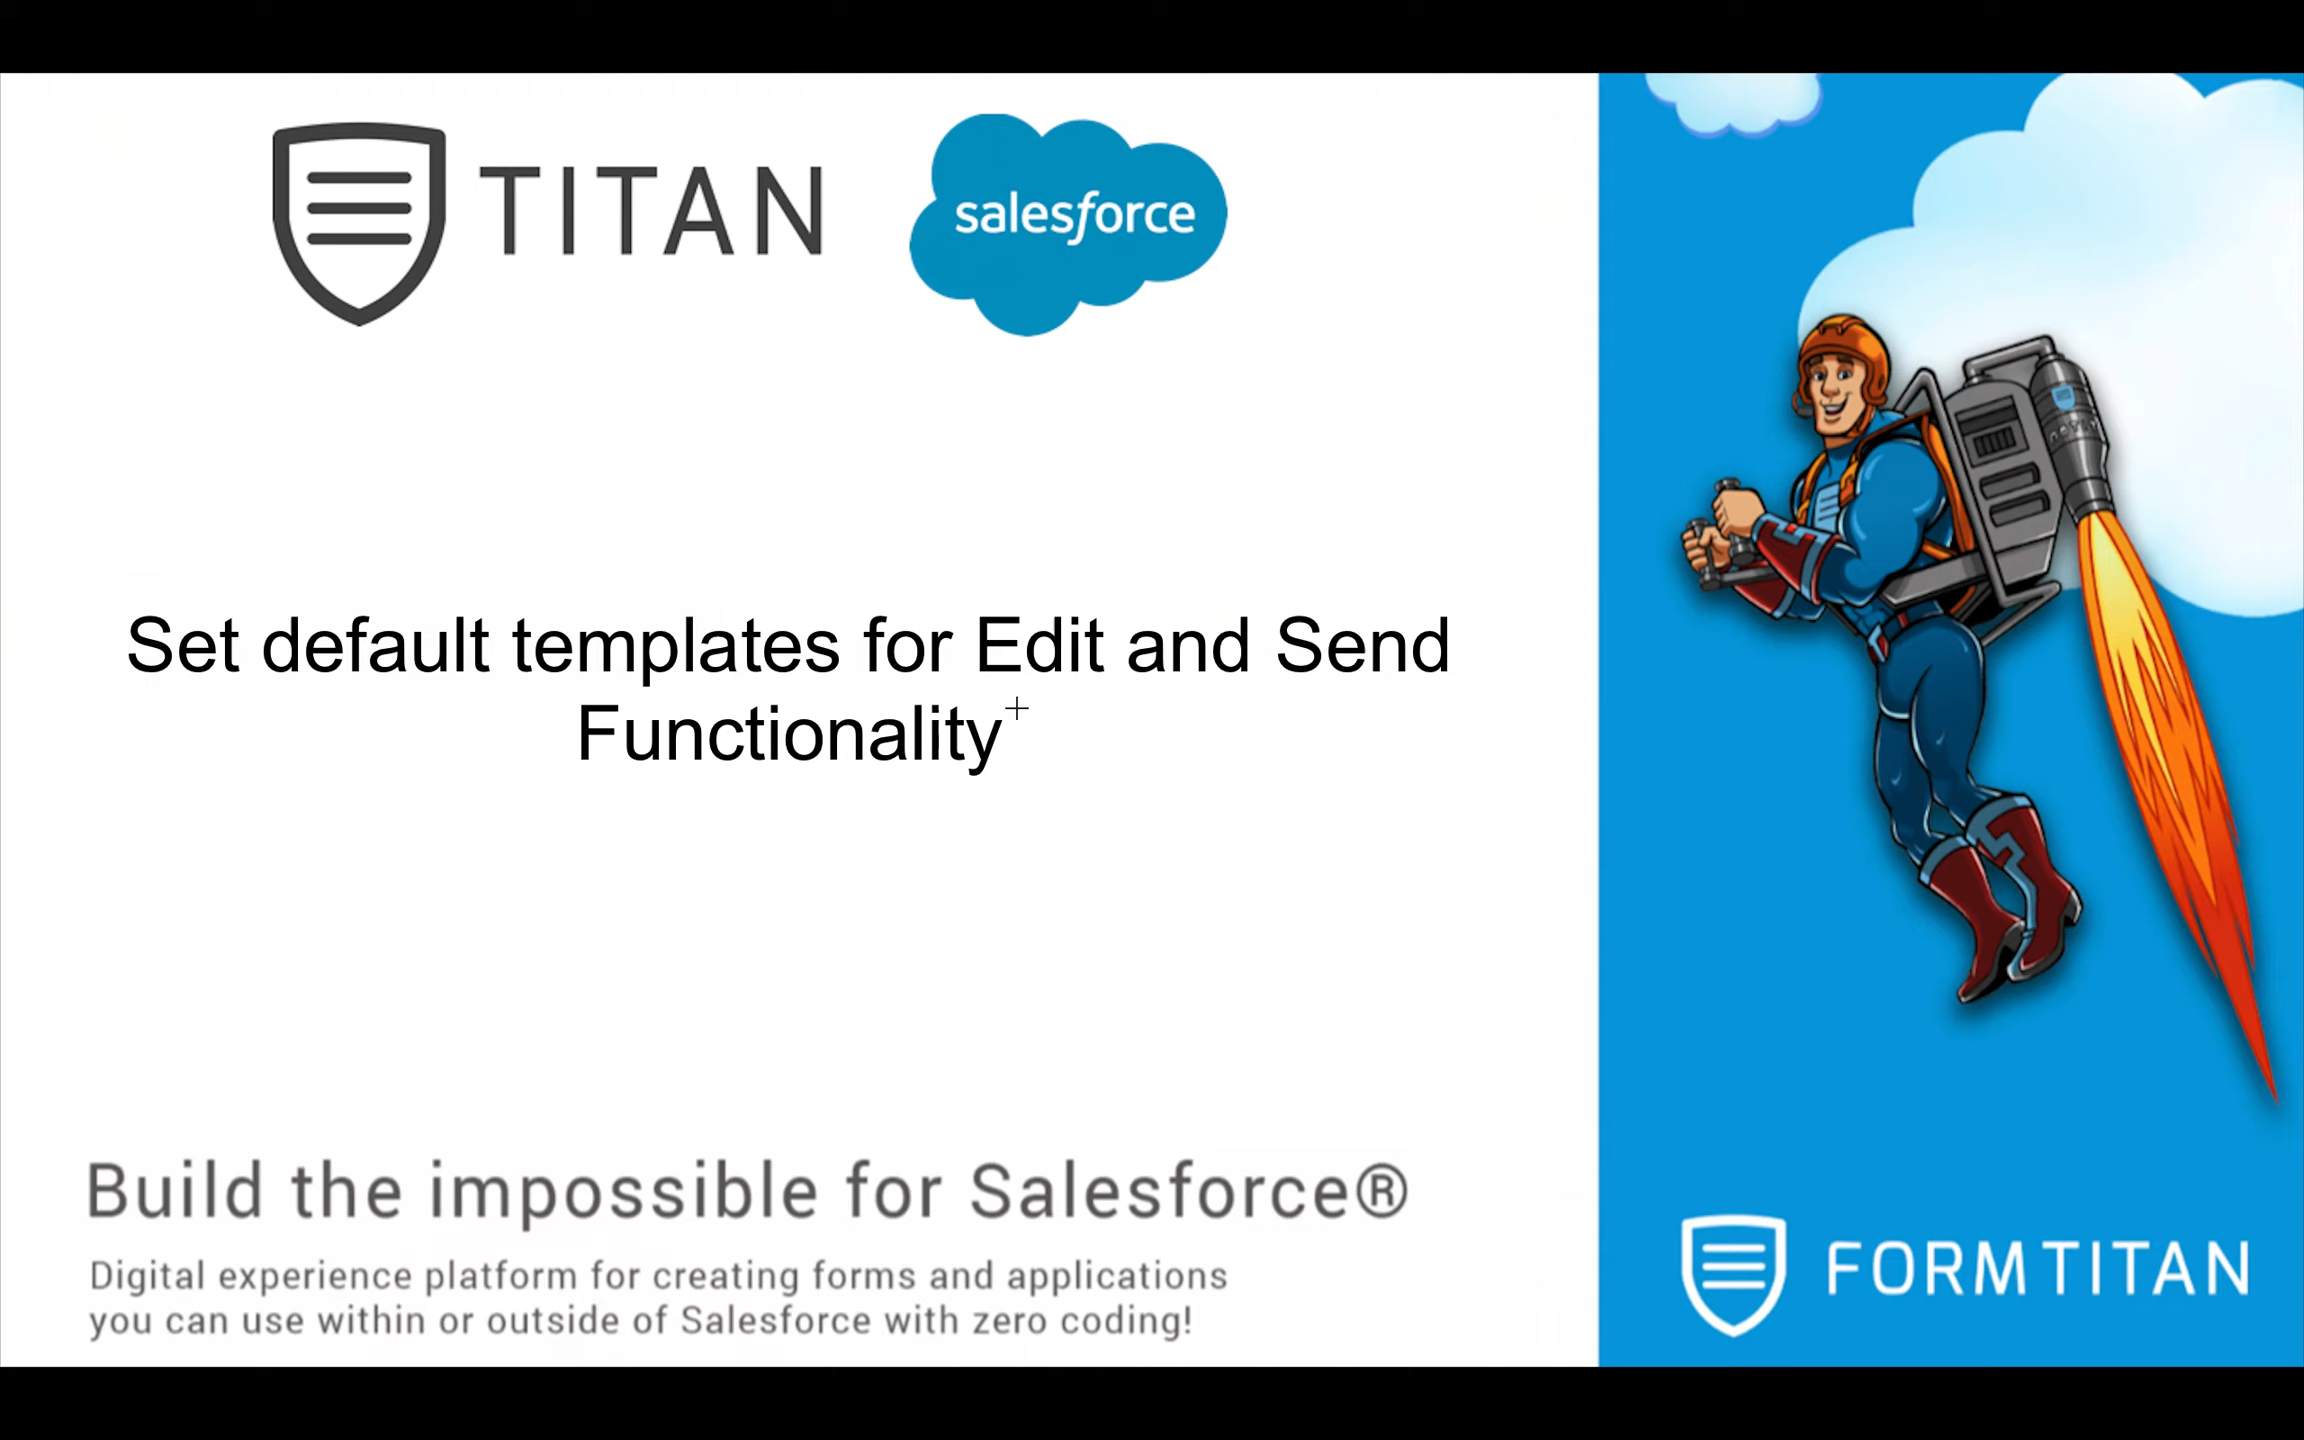 TITAN
salesforce
Set default templates for Edit and Send
Functionality
Build the impossible for Salesforce®
Digital experience platform for creating forms and applications
you can use within or outside of Salesforce with zero coding!
FORMTITAN